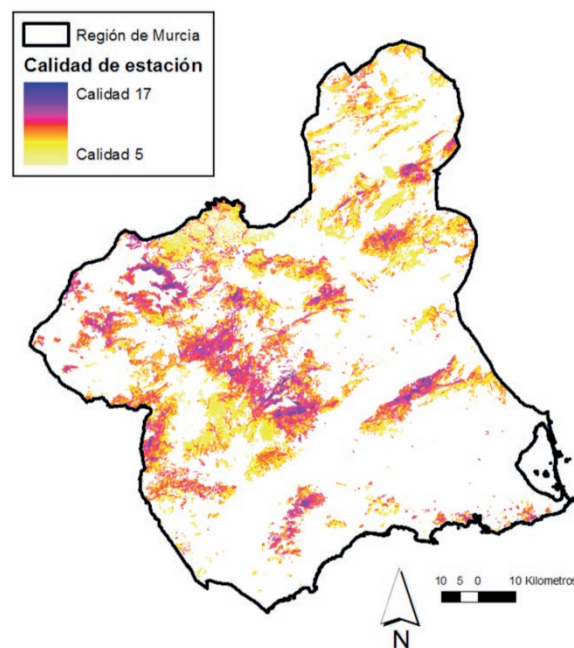 Región de Murcia
Calidad de estación
Calidad 17
Calidad 5
10 5 0 10 Kilometros
N